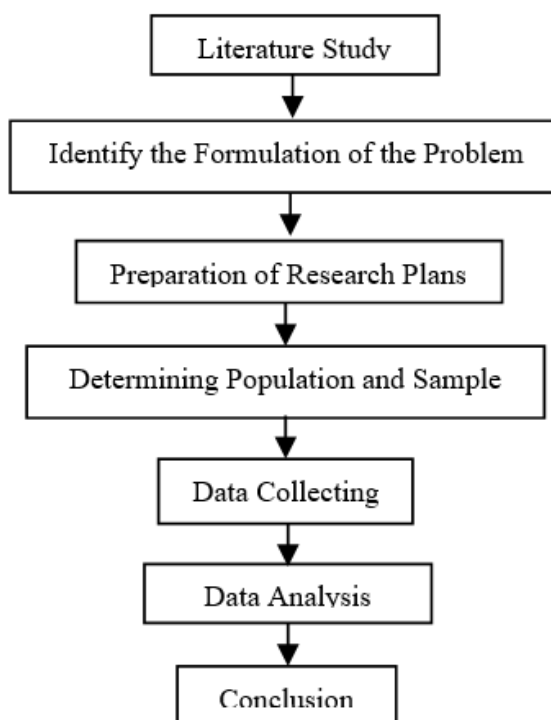 Literature Study
Identify the Formulation of the Problem
Preparation of Research Plans
Determining Population and Sample
Data Collecting
Data Analysis
Conclusion